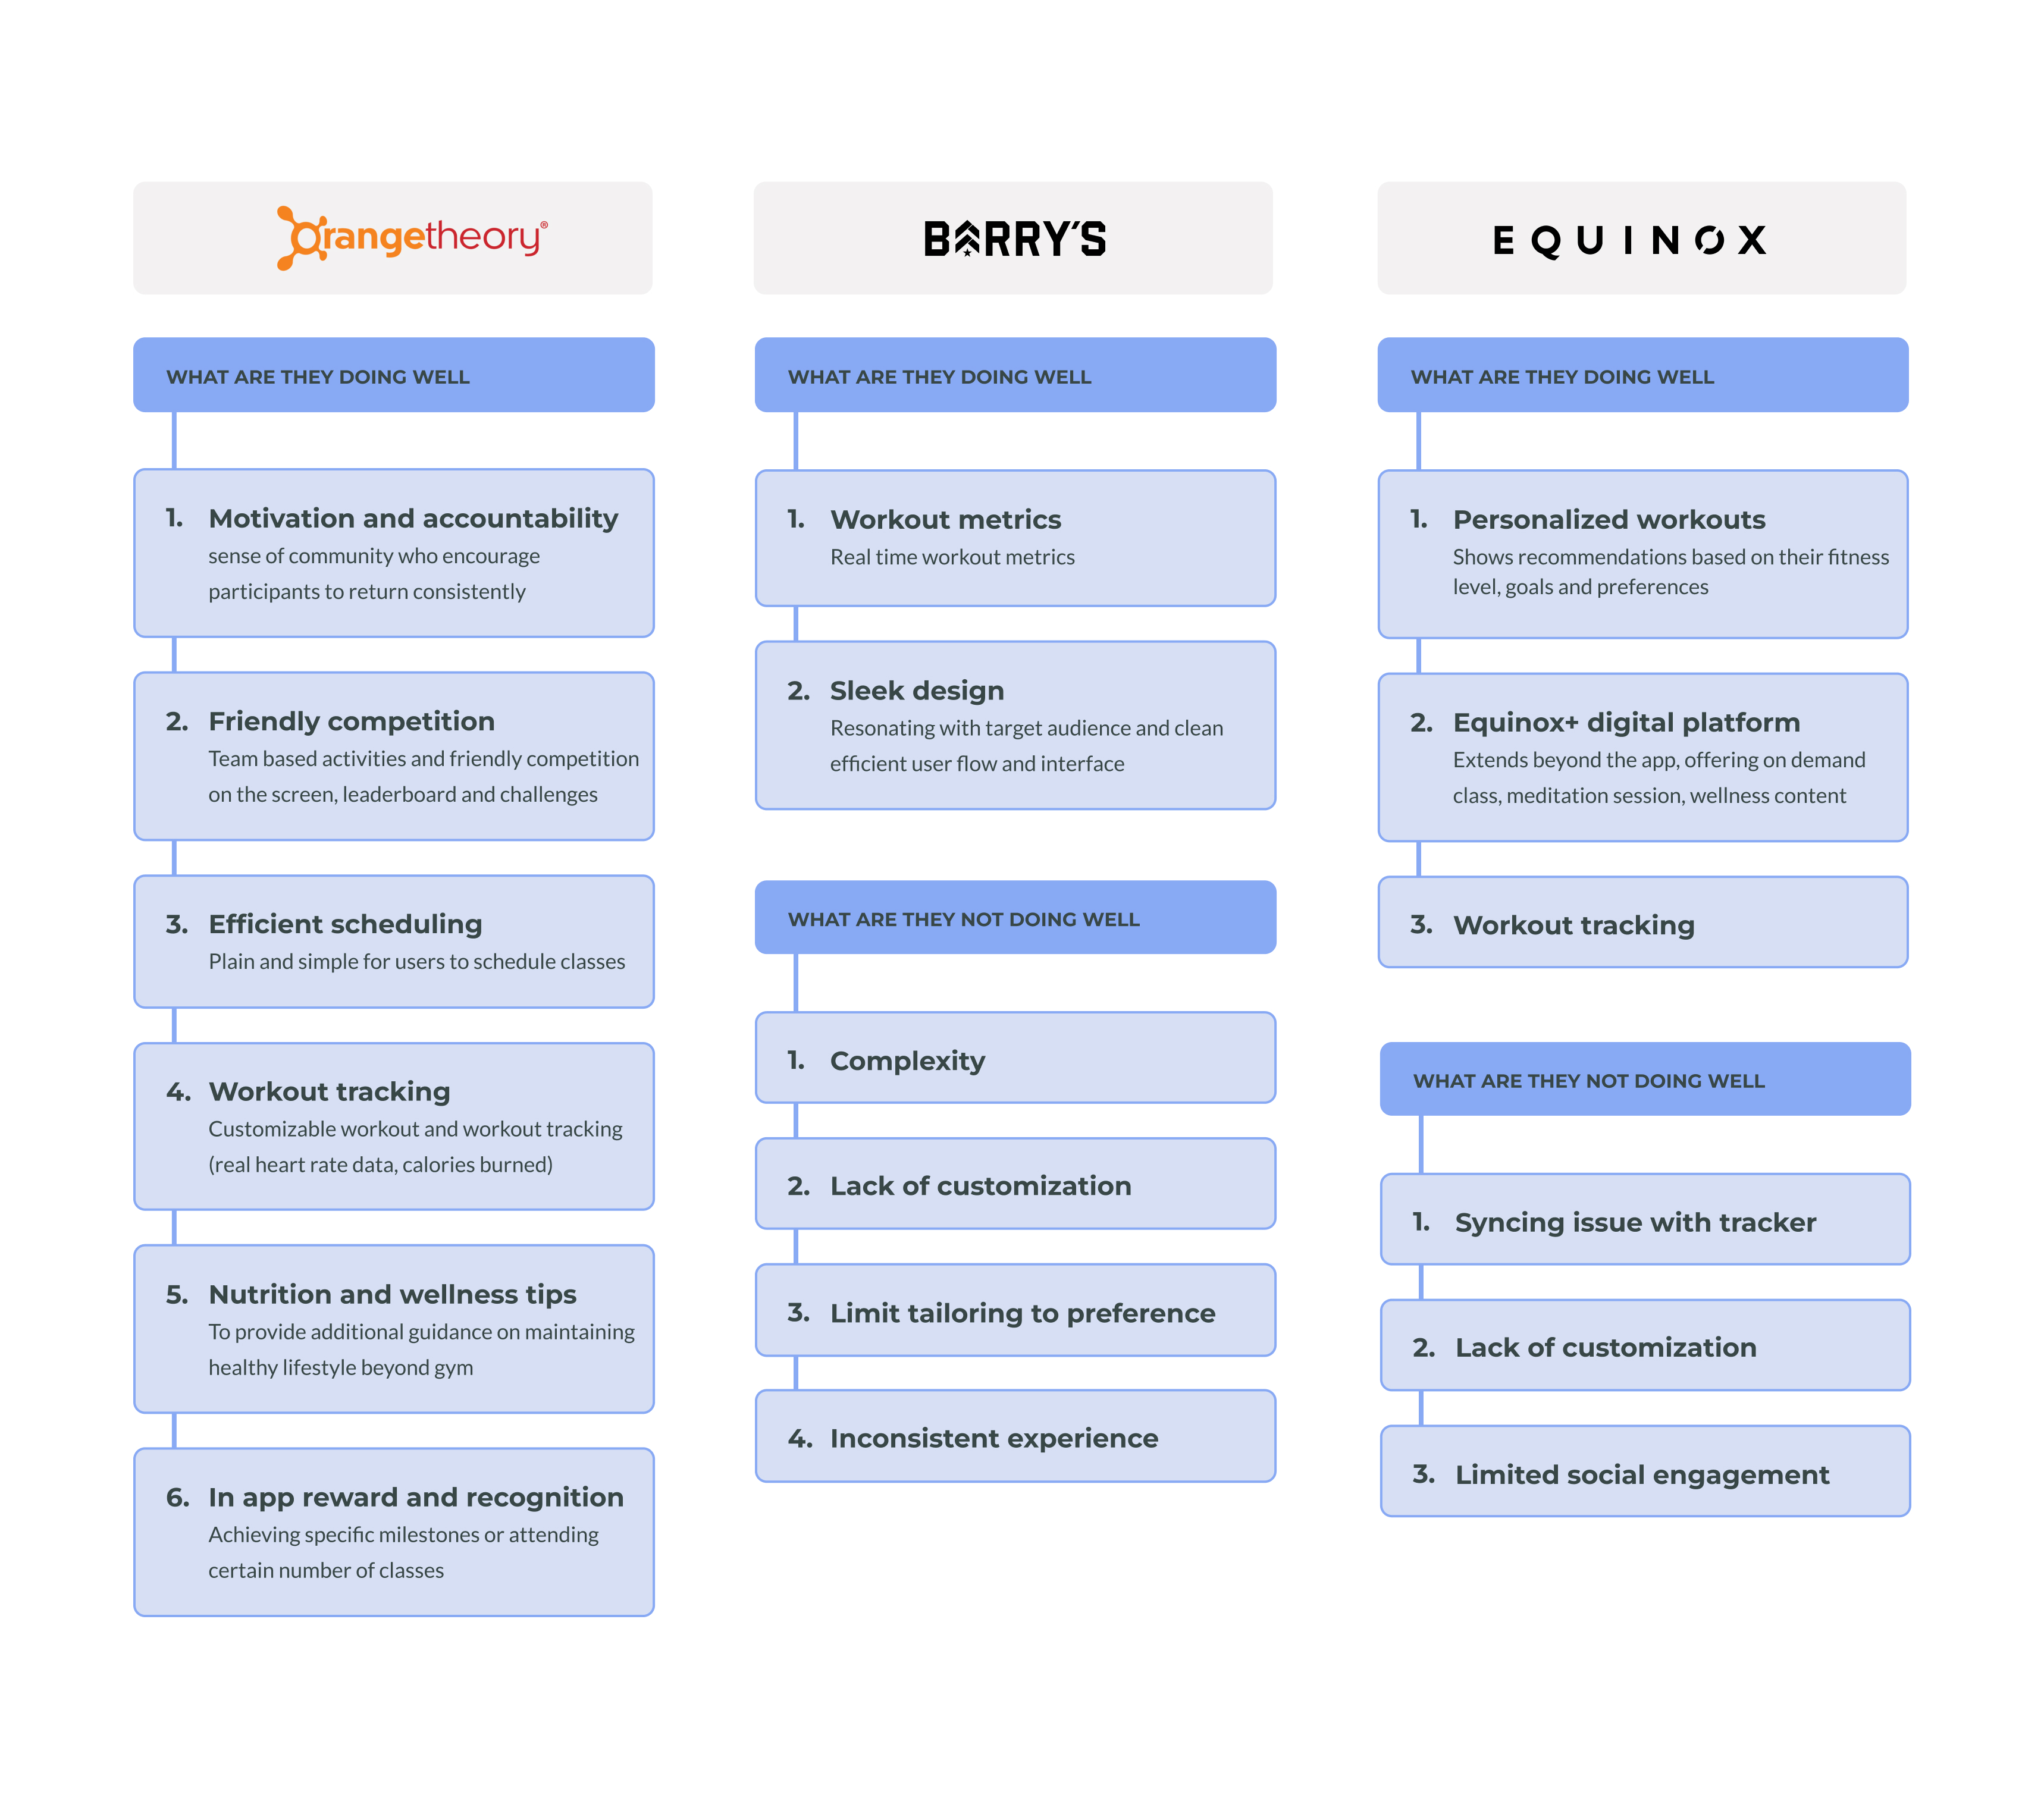 orangetheory®
WHAT ARE THEY DOING WELL
1. Motivation and accountability
sense of community who encourage
participants to return consistently
2. Friendly competition
Team based activities and friendly competition
on the screen, leaderboard and challenges
3. Efficient scheduling
Plain and simple for users to schedule classes
4. Workout tracking
Customizable workout and workout tracking
(real heart rate data, calories burned)
5. Nutrition and wellness tips
To provide additional guidance on maintaining
healthy lifestyle beyond gym
6. In app reward and recognition
Achieving specific milestones or attending
certain number of classes
BARRY'S
WHAT ARE THEY DOING WELL
1. Workout metrics
Real time workout metrics
2. Sleek design
Resonating with target audience and clean
efficient user flow and interface
WHAT ARE THEY NOT DOING WELL
1. Complexity
2. Lack of customization
3. Limit tailoring to preference
4. Inconsistent experience
EQUINOX
WHAT ARE THEY DOING WELL
1. Personalized workouts
Shows recommendations based on their fitness
level, goals and preferences
2. Equinox+ digital platform
Extends beyond the app, offering on demand
class, meditation session, wellness content
3. Workout tracking
WHAT ARE THEY NOT DOING WELL
1. Syncing issue with tracker
2. Lack of customization
3. Limited social engagement